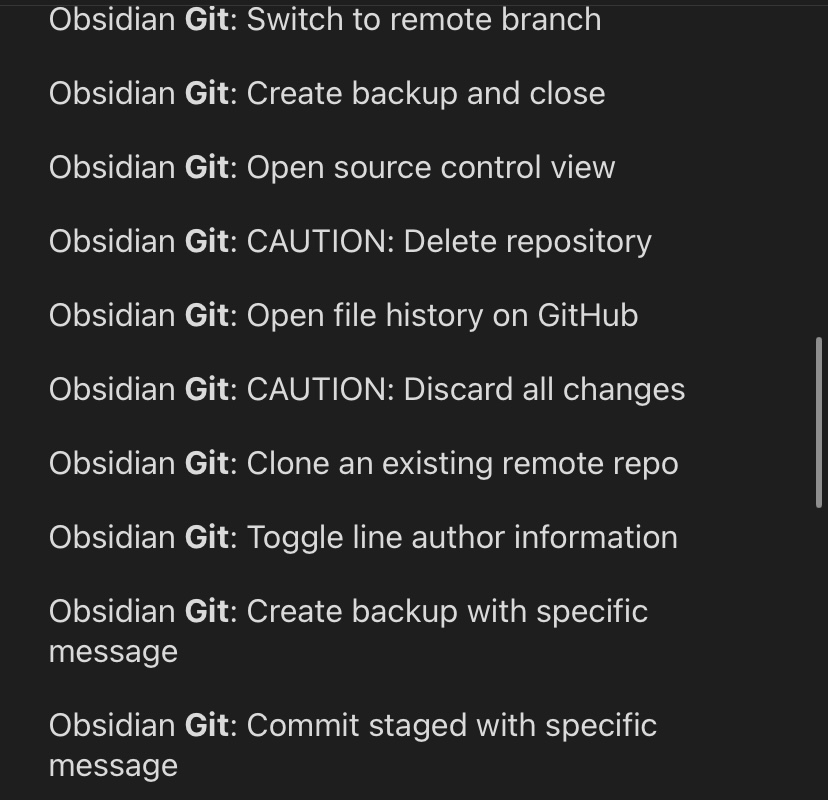 Obsidian Git: Switch to remote branch
Obsidian Git: Create backup and close
Obsidian Git: Open source control view
Obsidian Git: CAUTION: Delete repository
Obsidian Git: Open file history on GitHub
Obsidian Git: CAUTION: Discard all changes
Obsidian Git: Clone an existing remote repo
Obsidian Git: Toggle line author information
Obsidian Git: Create backup with specific
message
Obsidian Git: Commit staged with specific
message